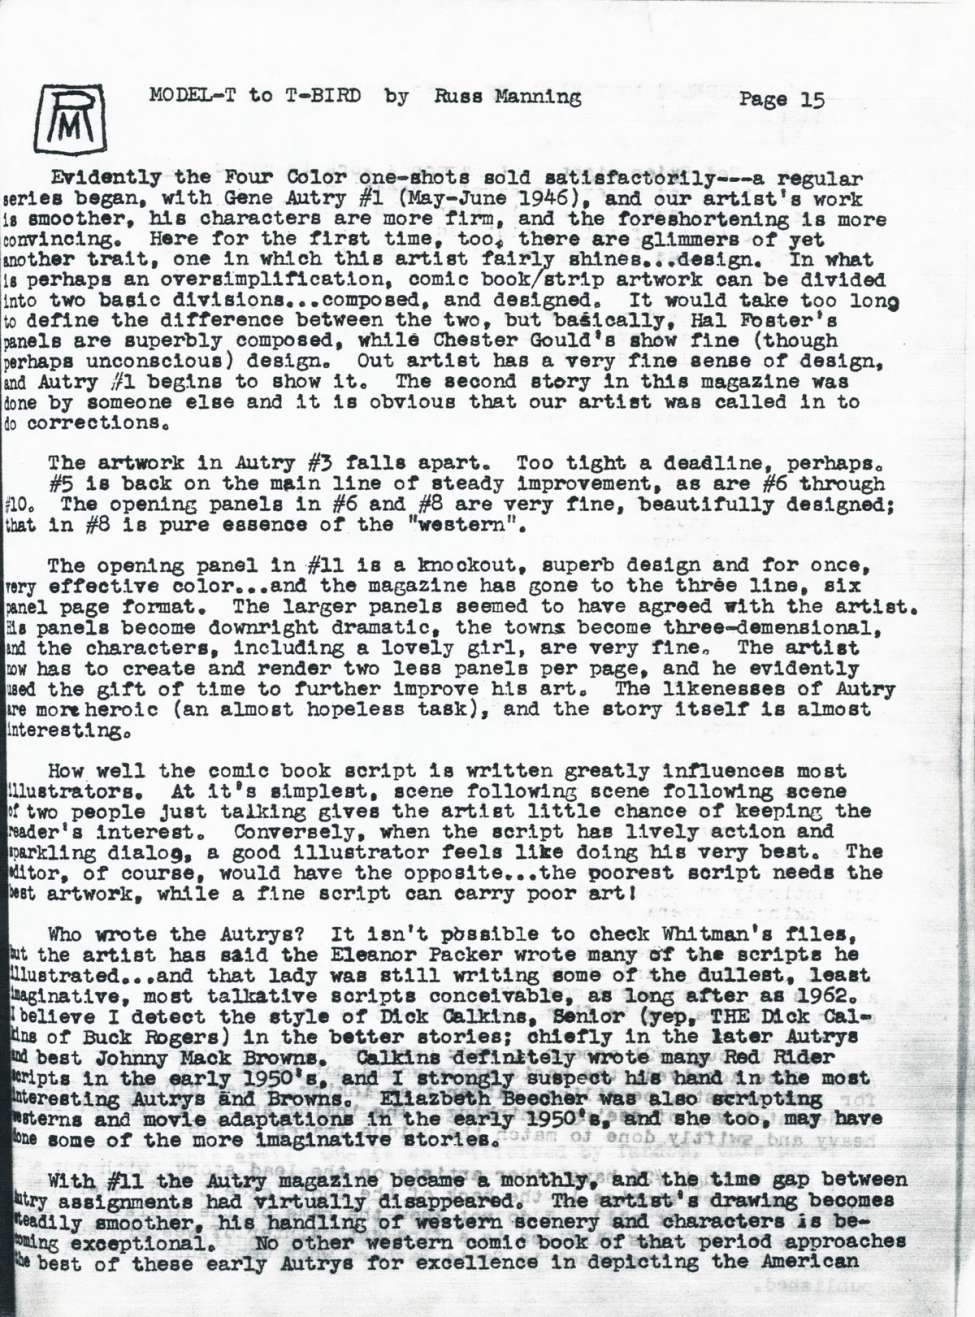 RM
MODEL-T to T-BIRD by Russ Manning Page 15
Evidently the Four Color one-shots sold satisfactorily---a regular
series began, with Gene Autry #1 (May-June 1946), and our artist's work
is smoother, his characters are more firm, and the foreshortening is more
convincing. Here for the first time, too, there are glimmers of yet
another trait, one in which this artist fairly shines...design. In what
is perhaps an oversimplification, comic book/strip artwork can be divided
into two basic divisions...composed, and designed. It would take too long
to define the difference between the two, but basically, Hal Foster's
panels are superbly composed, while Chester Gould's show fine (though
perhaps unconscious) design. Out artist has a very fine sense of design,
and Autry #1 begins to show it. The second story in this magazine was
done by someone else and it is obvious that our artist was called in to
do corrections.
The artwork in Autry #3 falls apart. Too tight a deadline, perhaps.
#5 is back on the main line of steady improvement, as are #6 through
#10. The opening panels in #6 and #8 are very fine, beautifully designed;
that in #8 is pure essence of the "western".
The opening panel in #11 is a knockout, superb design and for once,
very effective color...and the magazine has gone to the three line, six
panel page format. The larger panels seemed to have agreed with the artist.
His panels become downright dramatic, the towns become three-demensional,
and the characters, including a lovely girl, are very fine. The artist
now has to create and render two less panels per page, and he evidently
used the gift of time to further improve his art. The likenesses of Autry
are more heroic (an almost hopeless task), and the story itself is almost
interesting.
How well the comic book script is written greatly influences most
illustrators. At it's simplest, scene following scene following scene
of two people just talking gives the artist little chance of keeping the
reader's interest. Conversely, when the script has lively action and
sparkling dialog, a good illustrator feels like doing his very best. The
editor, of course, would have the opposite...the poorest script needs the
best artwork, while a fine script can carry poor art!
Who wrote the Autrys? It isn't possible to check Whitman's files,
but the artist has said the Eleanor Packer wrote many of the scripts he
illustrated...and that lady was still writing some of the dullest, least
imaginative, most talkative scripts conceivable, as long after as 1962.
I believe I detect the style of Dick Calkins, Senior (yep, THE Dick Cal-
kins of Buck Rogers) in the better stories; chiefly in the later Autrys
and best Johnny Mack Browns. Calkins definitely wrote many Red Rider
scripts in the early 1950's, and I strongly suspect his hand in the most
interesting Autrys and Browns. Eliazbeth Beecher was also scripting
westerns and movie adaptations in the early 1950's, and she too, may have
done some of the more imaginative stories.
With #11 the Autry magazine became a monthly, and the time gap between
Autry assignments had virtually disappeared. The artist's drawing becomes
steadily smoother, his handling of western scenery and characters is be-
coming exceptional. No other western comic book of that period approaches
the best of these early Autrys for excellence in depicting the American